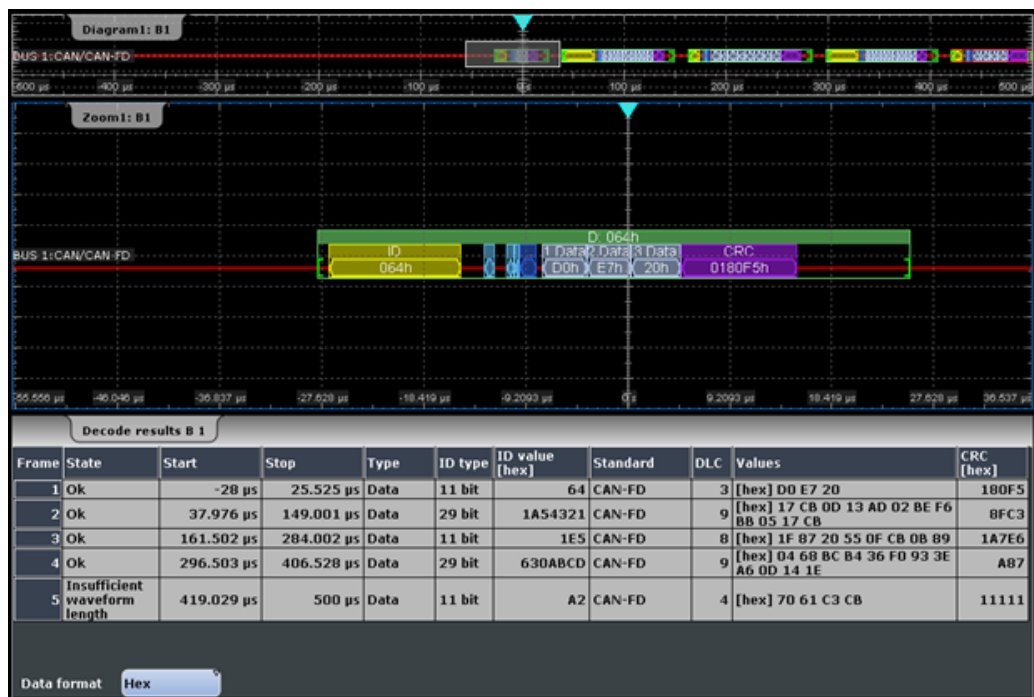 Diagram1: B1
BUS 1:CAN/CAN-FD
-600 µs -400 µs -300 µs -200 µs -100 µs 0 s 100 µs 200 µs 300 µs 400 µs 500 µs
Zoom1: B1
D: 064h
BUS 1:CAN/CAN-FD
ID 1 Data 2 Data 3 Data CRC
064h D0h E7h 20h 0180F5h
-55.556 µs -46.046 µs -36.837 µs -27.628 µs -18.419 µs -9.2093 µs 0 s 9.2093 µs 18.419 µs 27.628 µs 36.537 µs
Decode results B 1
Frame State Start Stop Type ID type ID value [hex] Standard DLC Values CRC [hex]
1 Ok -28 µs 25.525 µs Data 11 bit 64 CAN-FD 3 [hex] D0 E7 20 180F5
2 Ok 37.976 µs 149.001 µs Data 29 bit 1A54321 CAN-FD 9 [hex] 17 CB 0D 13 AD 02 BE F6 BB 05 17 CB 8FC3
3 Ok 161.502 µs 284.002 µs Data 11 bit 1E5 CAN-FD 8 [hex] 1F 87 20 55 0F CB 0B 89 1A7E6
4 Ok 296.503 µs 406.528 µs Data 29 bit 630ABCD CAN-FD 9 [hex] 04 68 BC B4 36 F0 93 3E A6 0D 14 1E A87
5 Insufficient waveform length 419.029 µs 500 µs Data 11 bit A2 CAN-FD 4 [hex] 70 61 C3 CB 11111
Data format Hex